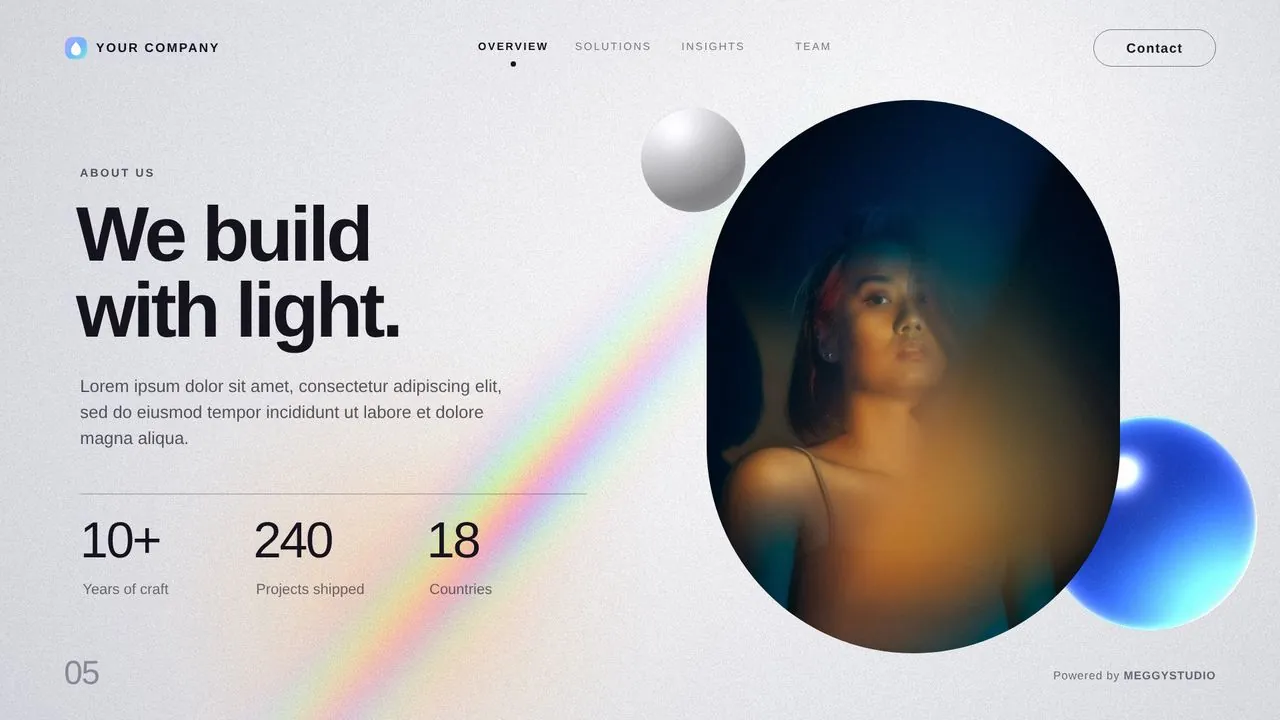 YOUR COMPANY
OVERVIEW
SOLUTIONS
INSIGHTS
TEAM
Contact
ABOUT US
We build
with light.
Lorem ipsum dolor sit amet, consectetur adipiscing elit,
sed do eiusmod tempor incididunt ut labore et dolore
magna aliqua.
10+
Years of craft
240
Projects shipped
18
Countries
05
Powered by MEGGYSTUDIO